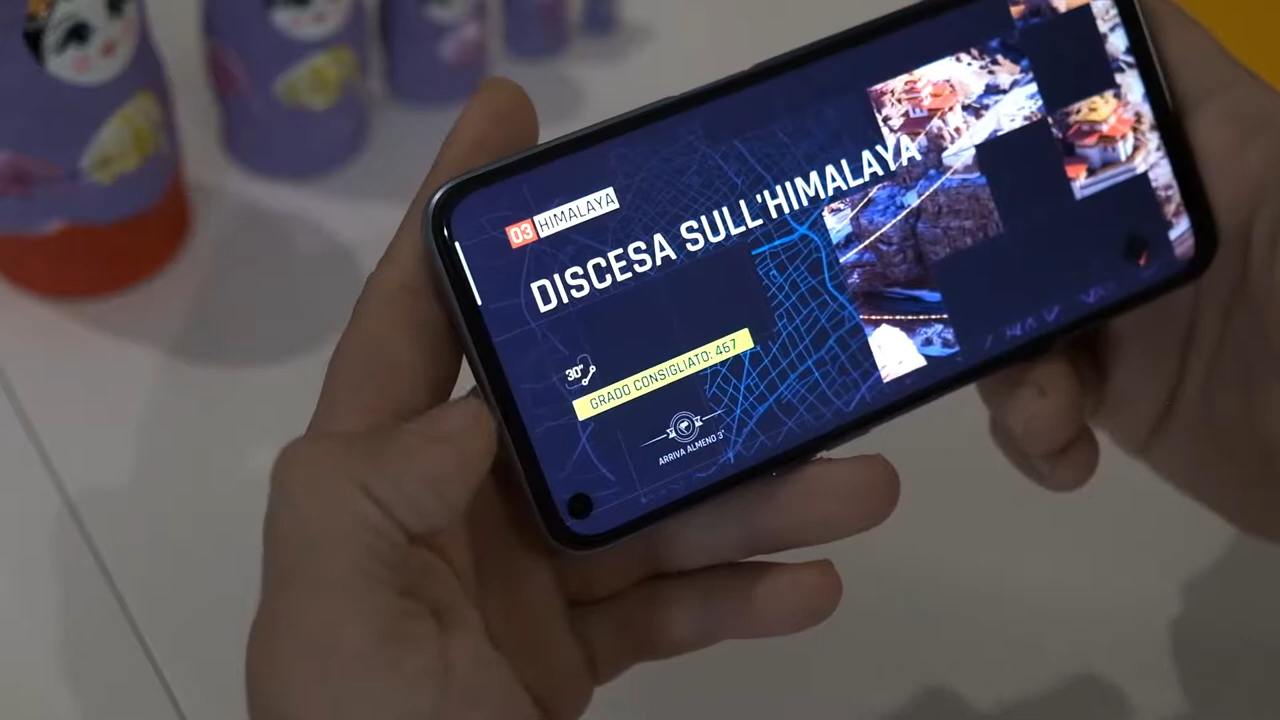 03 HIMALAYA
DISCESA SULL'HIMALAYA
30"
GRADO CONSIGLIATO: 467
ARRIVA ALMENO 3°